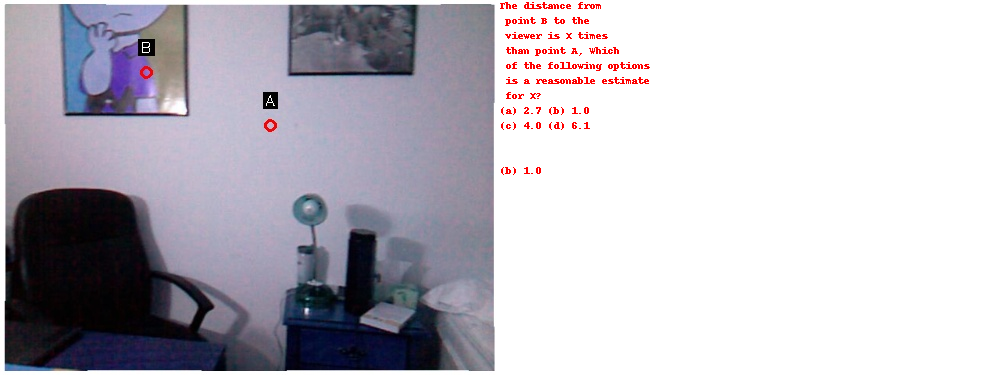 B
A
The distance from
point B to the
viewer is X times
than point A, Which
of the following options
is a reasonable estimate
for X?
(a) 2.7 (b) 1.0
(c) 4.0 (d) 6.1
(b) 1.0